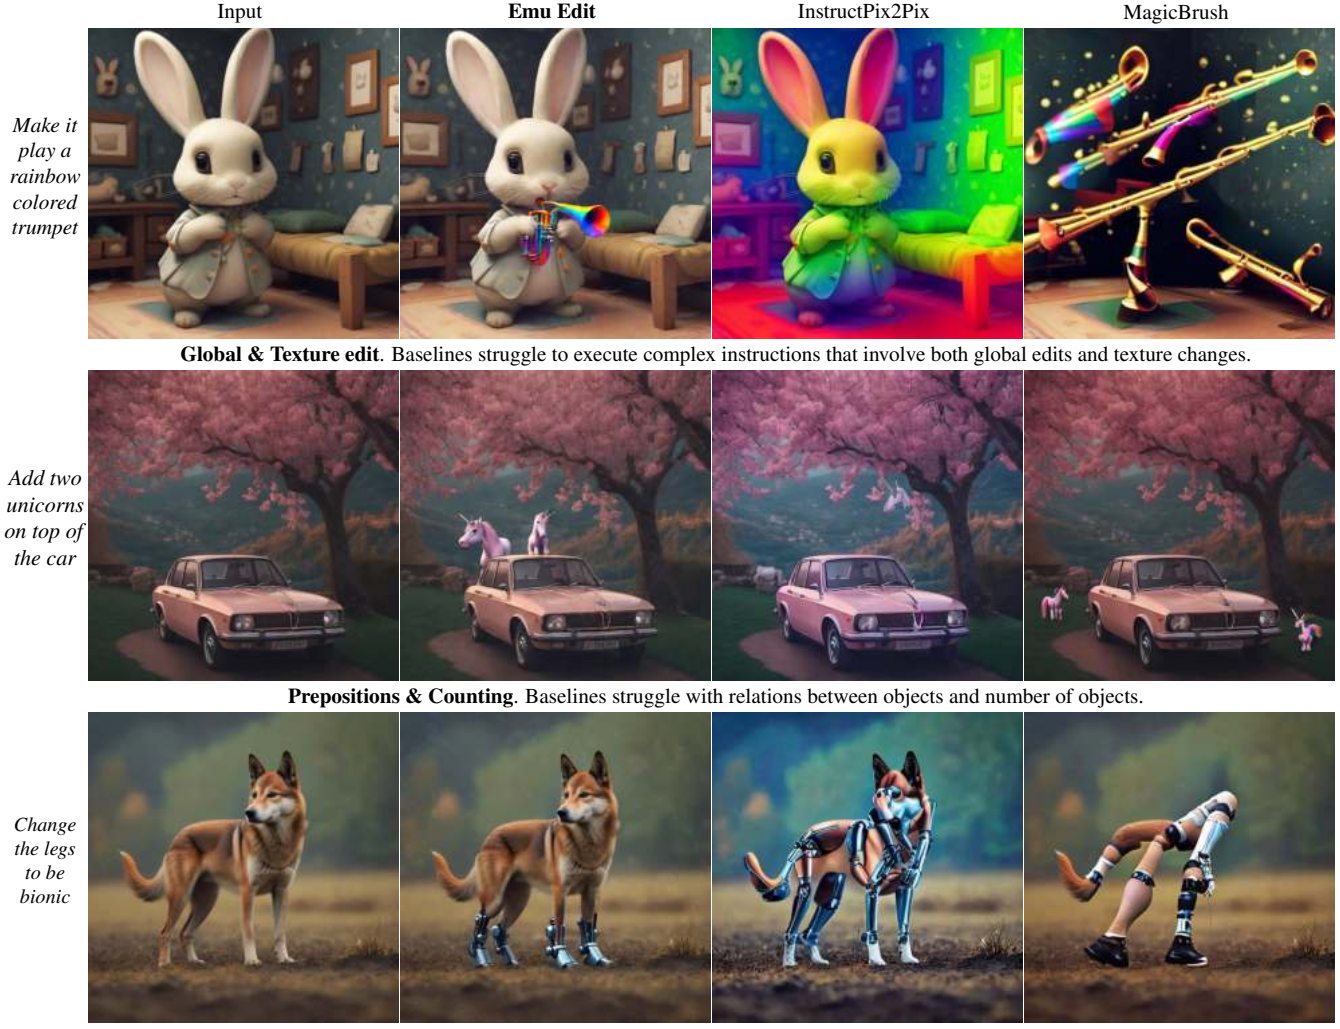 Input Emu Edit InstructPix2Pix MagicBrush
Make it
play a
rainbow
colored
trumpet
Global & Texture edit. Baselines struggle to execute complex instructions that involve both global edits and texture changes.
Add two
unicorns
on top of
the car
Prepositions & Counting. Baselines struggle with relations between objects and number of objects.
Change
the legs
to be
bionic